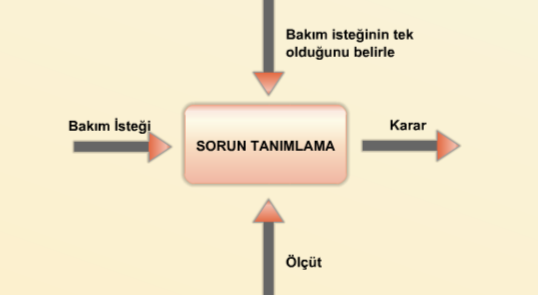 Bakım isteğinin tek
olduğunu belirle
Bakım İsteği
SORUN TANIMLAMA
Karar
Ölçüt